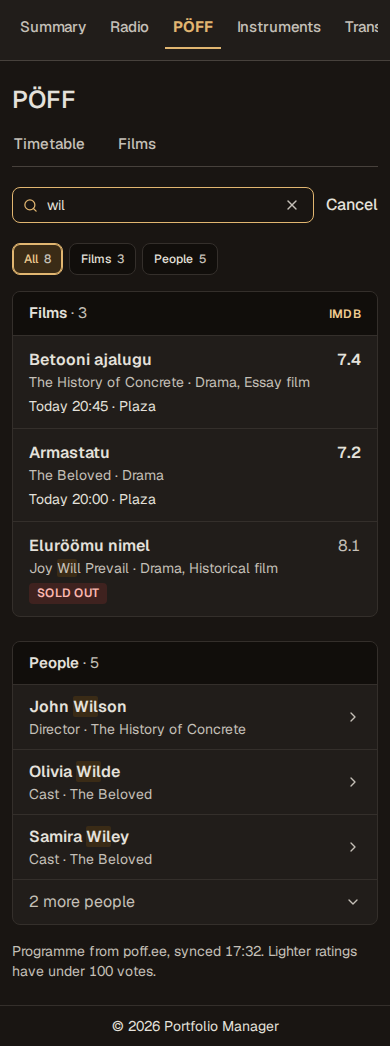 Summary Radio PÖFF Instruments Trans
PÖFF
Timetable Films
wil Cancel
All 8 Films 3 People 5
Films · 3 IMDB
Betooni ajalugu 7.4
The History of Concrete · Drama, Essay film
Today 20:45 · Plaza
Armastatu 7.2
The Beloved · Drama
Today 20:00 · Plaza
Eluröömu nimel 8.1
Joy Will Prevail · Drama, Historical film
SOLD OUT
People · 5
John Wilson
Director · The History of Concrete
Olivia Wilde
Cast · The Beloved
Samira Wiley
Cast · The Beloved
2 more people
Programme from poff.ee, synced 17:32. Lighter ratings
have under 100 votes.
© 2026 Portfolio Manager